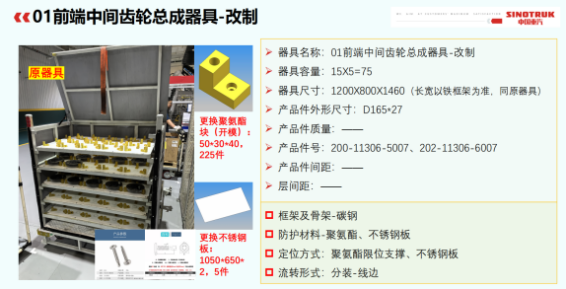 01前端中间齿轮总成器具-改制
SINOTRUK
中国重汽
原器具
更换聚氨酯
块（开模）：
50*30*40，
225件
更换不锈钢
板：
1050*650*
2，5件
器具名称：01前端中间齿轮总成器具-改制
器具容量：15X5=75
器具尺寸：1200X800X1460（长宽以铁框架为准，同原器具）
产品件外形尺寸：D165*27
产品件质量：——
产品件号：200-11306-5007、202-11306-6007
产品件间距：——
层间距：——
框架及骨架-碳钢
防护材料-聚氨酯、不锈钢板
定位方式：聚氨酯限位支撑、不锈钢板
流转形式：分装-线边